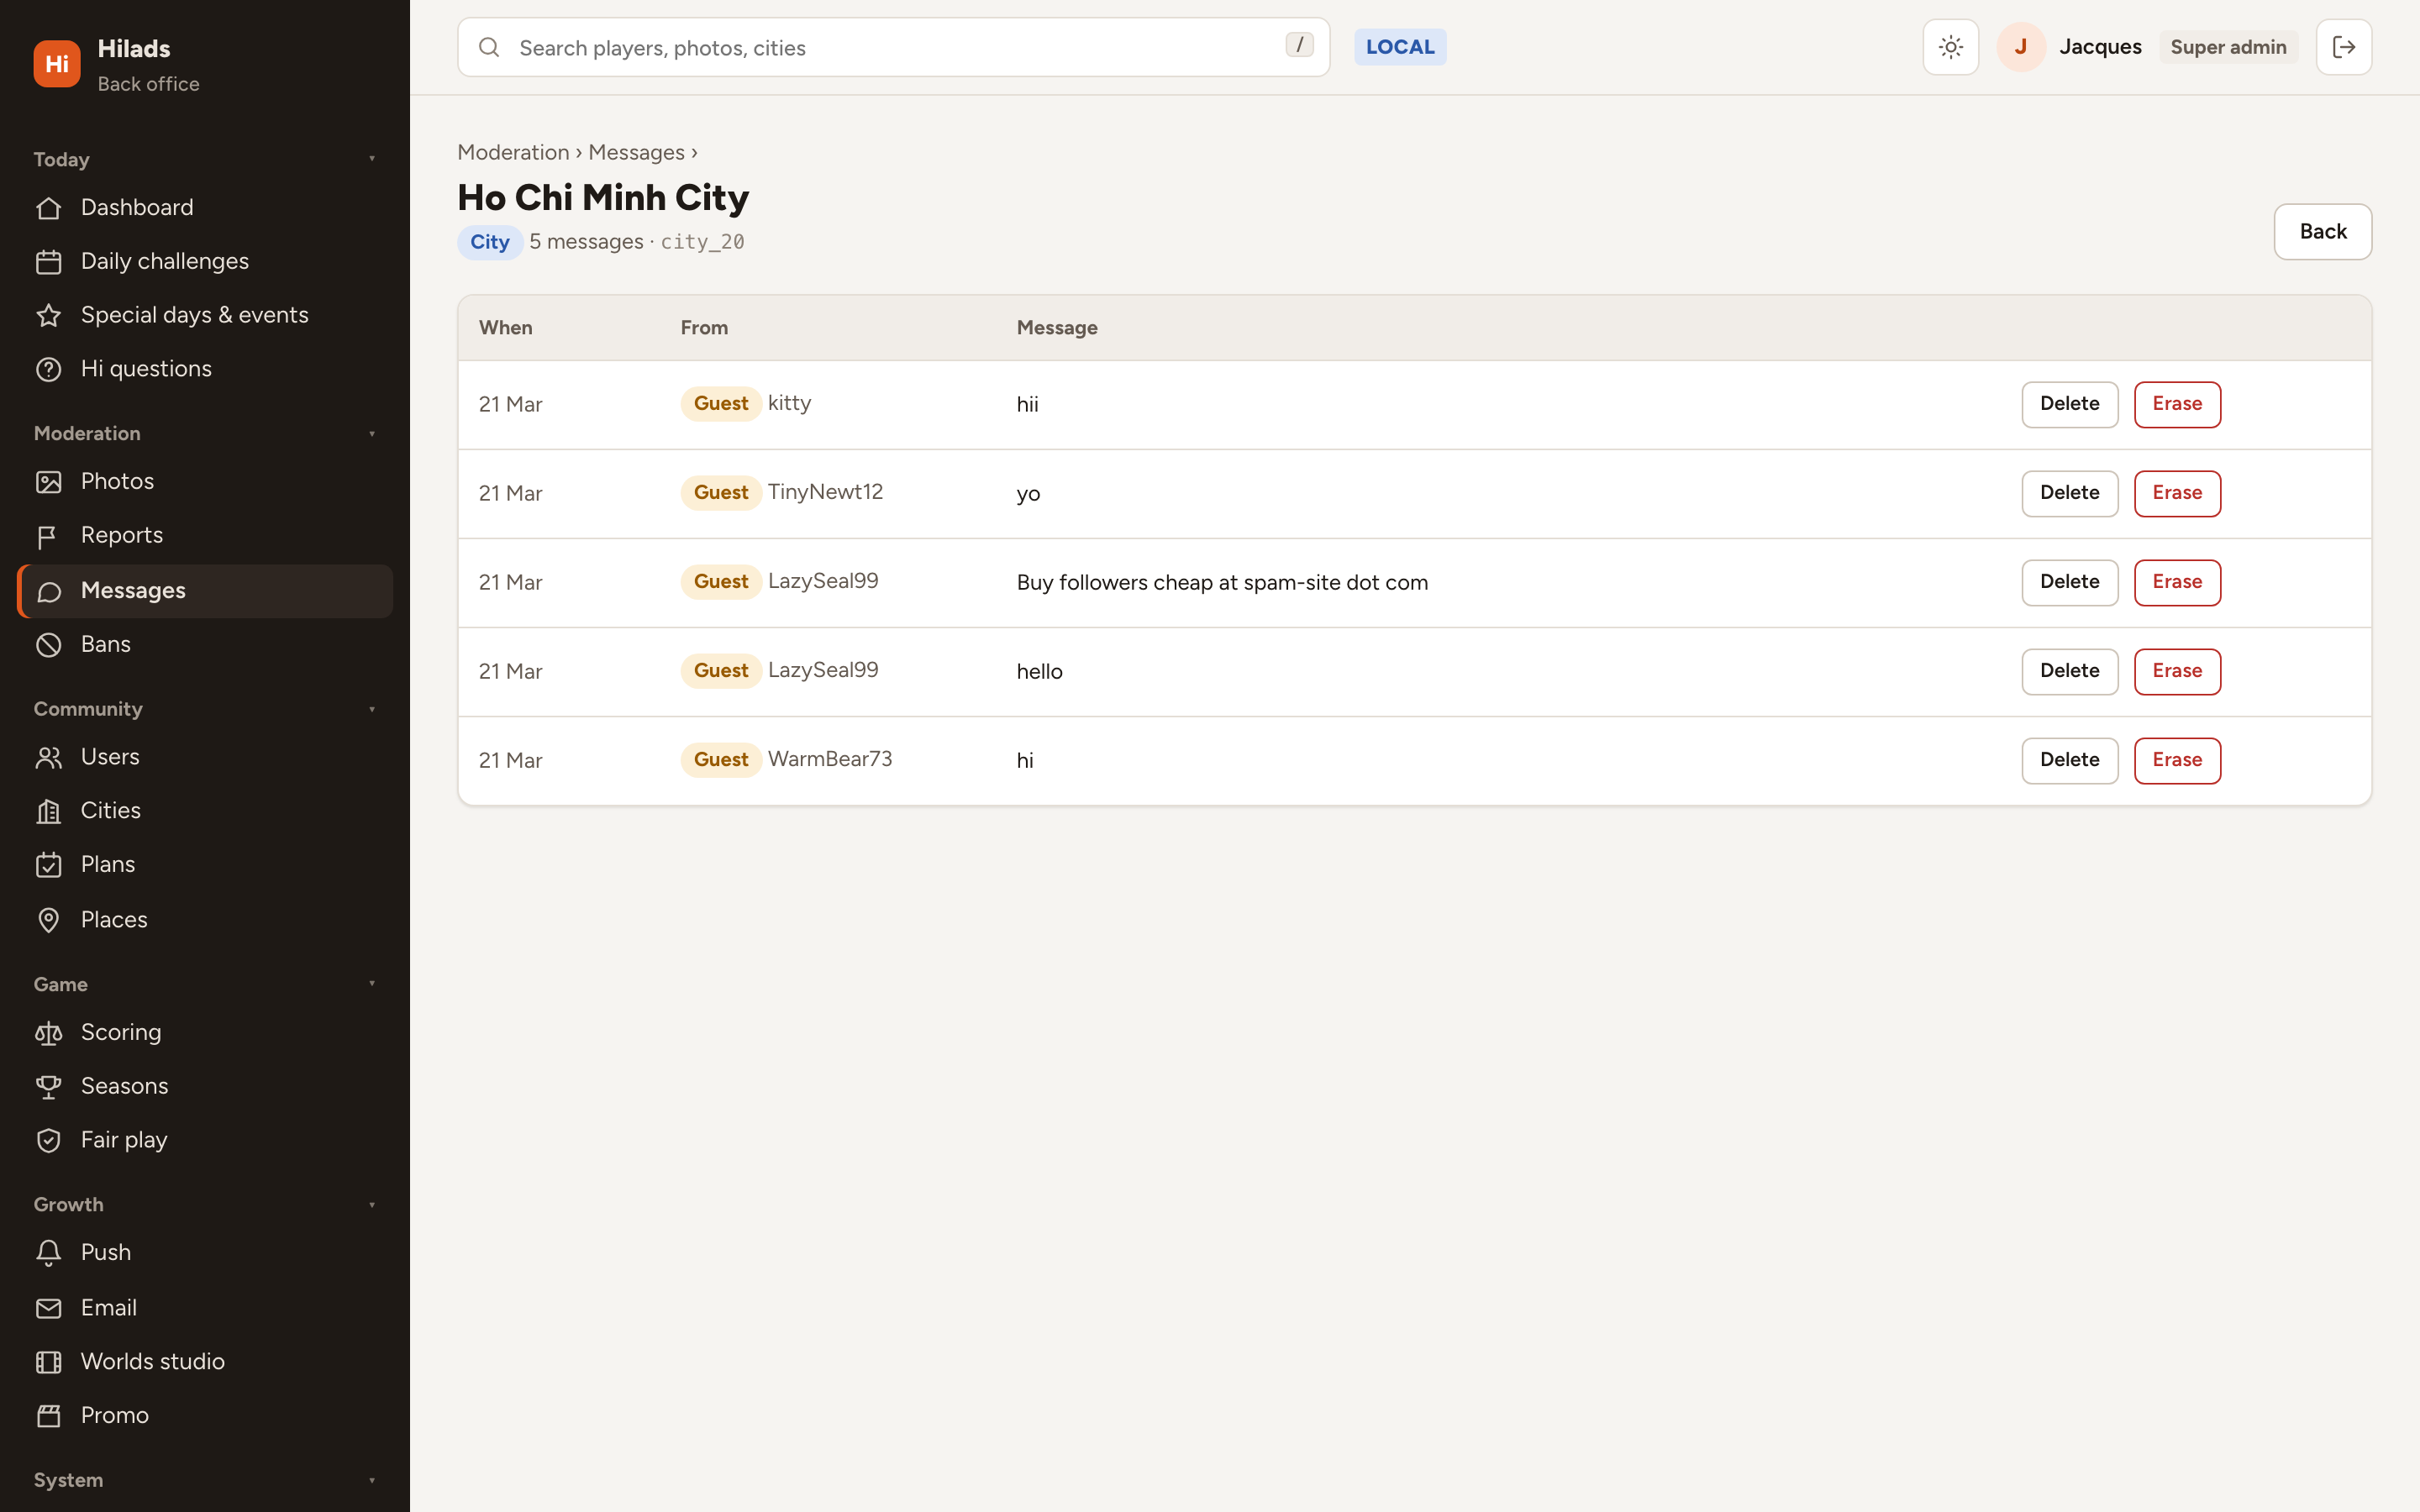 Hi
Hilads
Back office
Today
Dashboard
Daily challenges
Special days & events
Hi questions
Moderation
Photos
Reports
Messages
Bans
Community
Users
Cities
Plans
Places
Game
Scoring
Seasons
Fair play
Growth
Push
Email
Worlds studio
Promo
System
Search players, photos, cities /
LOCAL
J Jacques Super admin
Moderation › Messages ›
Ho Chi Minh City
City 5 messages · city_20
Back
When From Message
21 Mar Guest kitty hii Delete Erase
21 Mar Guest TinyNewt12 yo Delete Erase
21 Mar Guest LazySeal99 Buy followers cheap at spam-site dot com Delete Erase
21 Mar Guest LazySeal99 hello Delete Erase
21 Mar Guest WarmBear73 hi Delete Erase